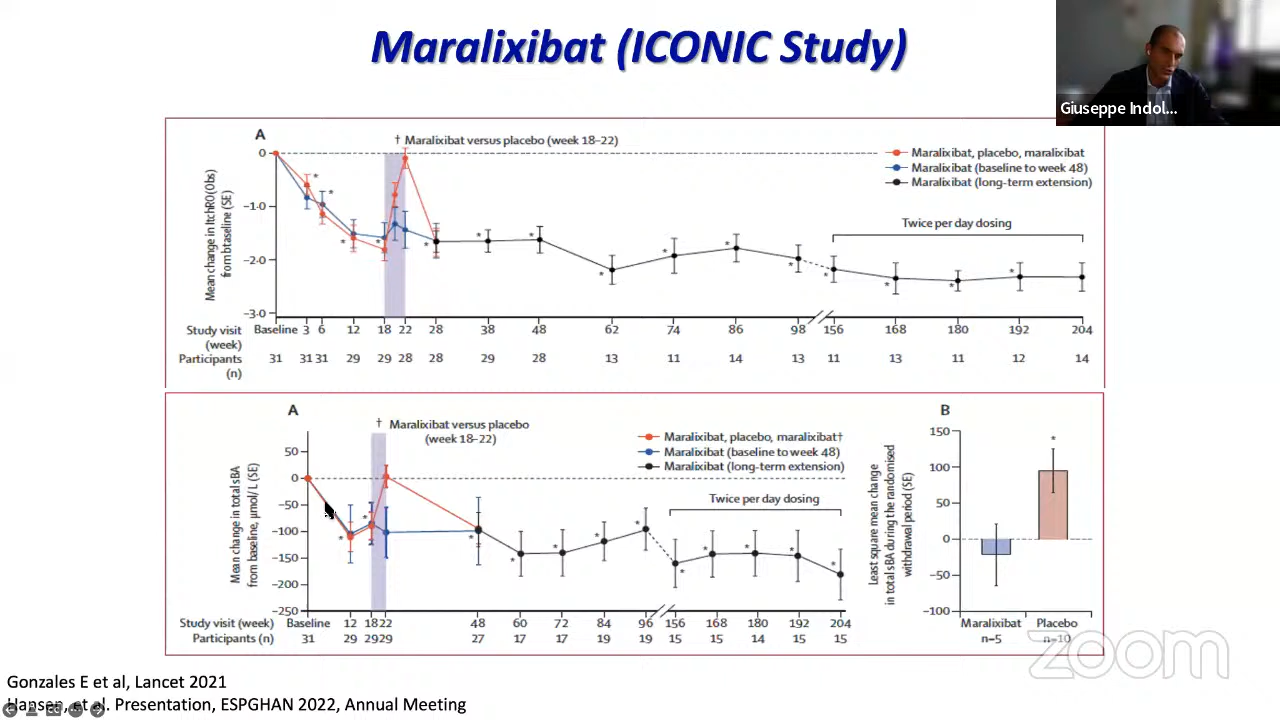 Maralixibat (ICONIC Study)
Giuseppe Indol...
A
† Maralixibat versus placebo (week 18–22)
Maralixibat, placebo, maralixibat
Maralixibat (baseline to week 48)
Maralixibat (long-term extension)
Twice per day dosing
Mean change in ItchRO(Obs)
from btaseline (SE)
0
–1·0
–2·0
–3·0
Study visit
(week)
Baseline 3 6 12 18 22 28 38 48 62 74 86 98 156 168 180 192 204
Participants
(n)
31 31 31 29 29 28 28 29 28 13 11 14 13 11 13 11 12 14
A
† Maralixibat versus placebo
(week 18–22)
Maralixibat, placebo, maralixibat†
Maralixibat (baseline to week 48)
Maralixibat (long-term extension)
Twice per day dosing
Mean change in total sBA
from baseline, µmol/L (SE)
50
0
–50
–100
–150
–200
–250
Study visit (week) Baseline 12 18 22 48 60 72 84 96 156 168 180 192 204
Participants (n) 31 29 29 29 27 17 17 19 19 15 15 14 15 15
B
Least square mean change
in total sBA during the randomised
withdrawal period (SE)
150
100
50
0
–50
–100
*
Maralixibat
n=5
Placebo
n=10
zoom
Gonzales E et al, Lancet 2021
Hansen, et al. Presentation, ESPGHAN 2022, Annual Meeting